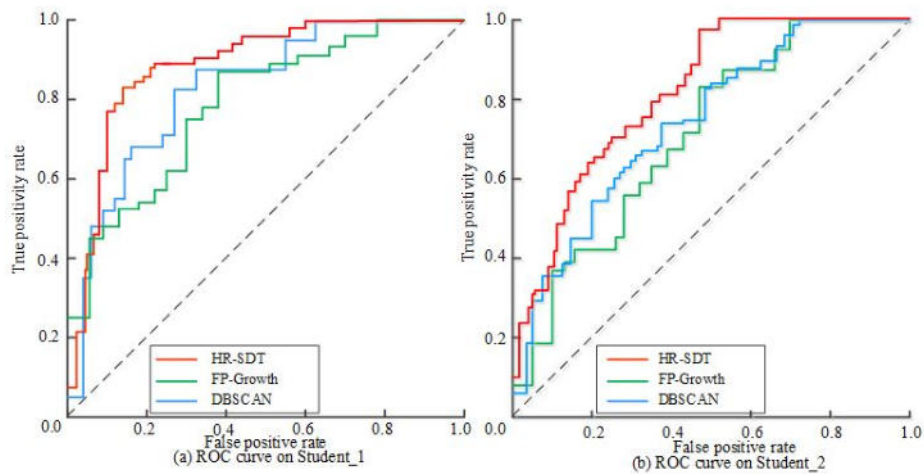 1.0
0.8
0.6
0.4
0.2
0.0
True positivity rate
HR-SDT
FP-Growth
DBSCAN
0.0 0.2 0.4 0.6 0.8 1.0
False positive rate
(a) ROC curve on Student_1
1.0
0.8
0.6
0.4
0.2
0.0
True positivity rate
HR-SDT
FP-Growth
DBSCAN
0.2 0.4 0.6 0.8 1.0
False positive rate
(b) ROC curve on Student_2